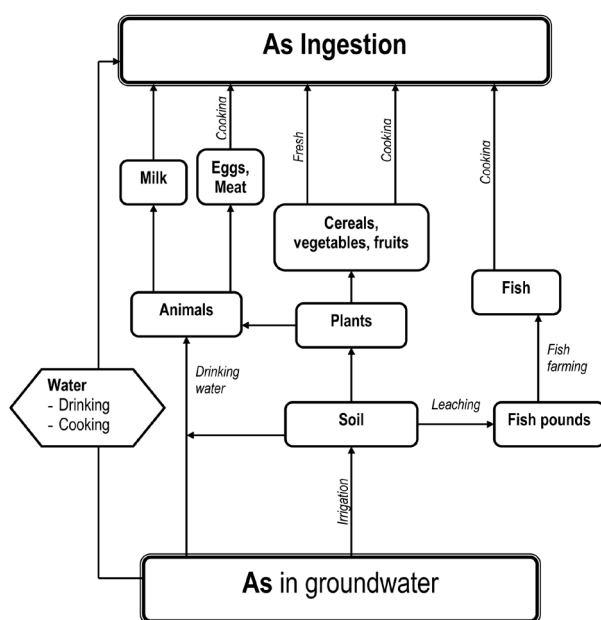 As Ingestion
Cooking
Fresh
Cooking
Cooking
Milk
Eggs,
Meat
Cereals,
vegetables, fruits
Fish
Animals
Plants
Drinking
water
Fish
farming
Water
- Drinking
- Cooking
Soil
Leaching
Fish pounds
Irrigation
As in groundwater